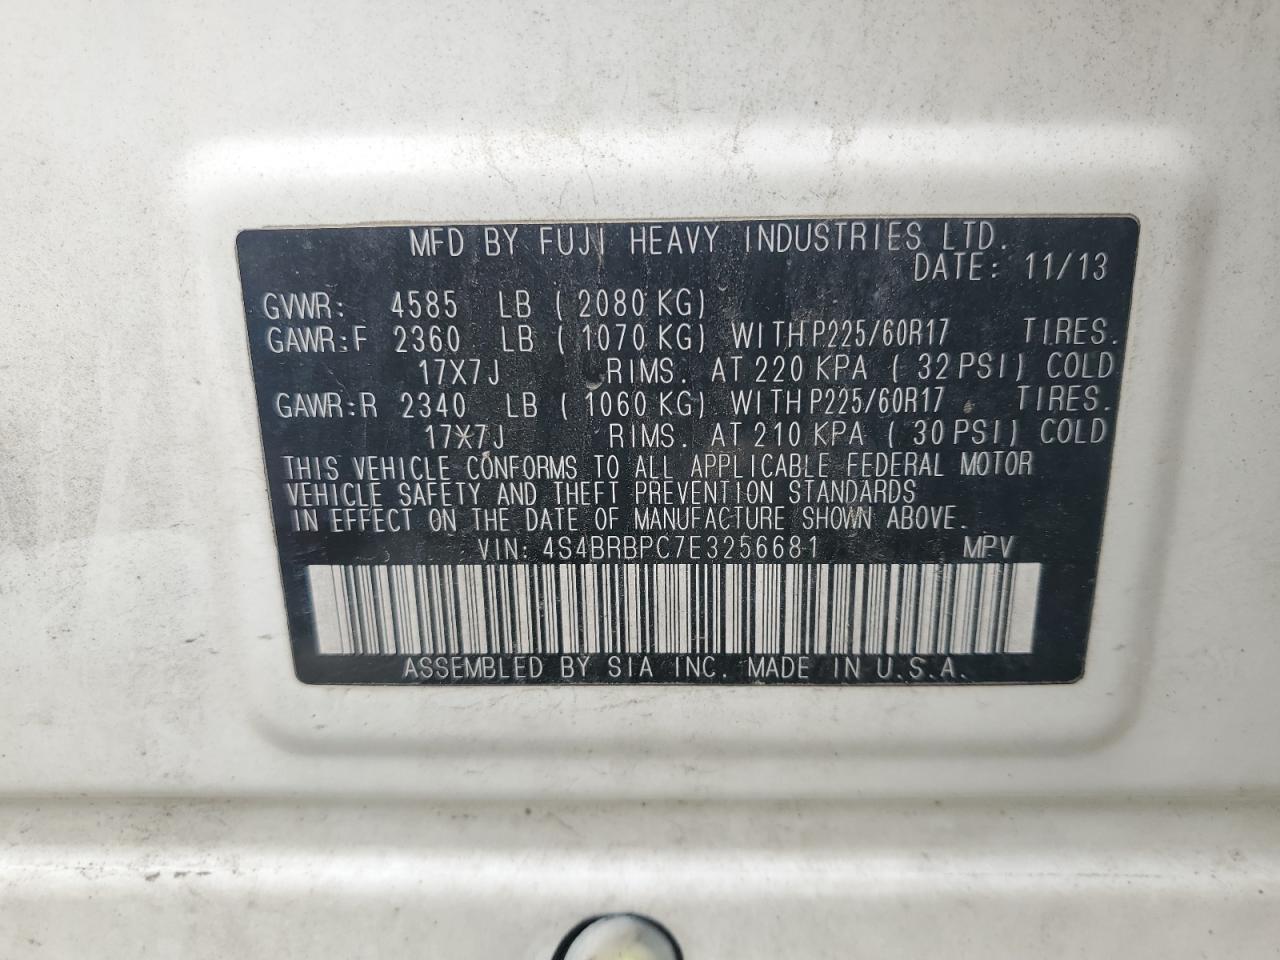 MFD BY FUJI HEAVY INDUSTRIES LTD.
DATE: 11/13
GVWR: 4585 LB ( 2080 KG)
GAWR:F 2360 LB ( 1070 KG) WITH P225/60R17 TIRES.
17X7J RIMS. AT 220 KPA ( 32 PSI) COLD
GAWR:R 2340 LB ( 1060 KG) WITH P225/60R17 TIRES.
17X7J RIMS. AT 210 KPA ( 30 PSI) COLD
THIS VEHICLE CONFORMS TO ALL APPLICABLE FEDERAL MOTOR
VEHICLE SAFETY AND THEFT PREVENTION STANDARDS
IN EFFECT ON THE DATE OF MANUFACTURE SHOWN ABOVE.
VIN: 4S4BRBPC7E3256681 MPV
ASSEMBLED BY SIA INC. MADE IN U.S.A.